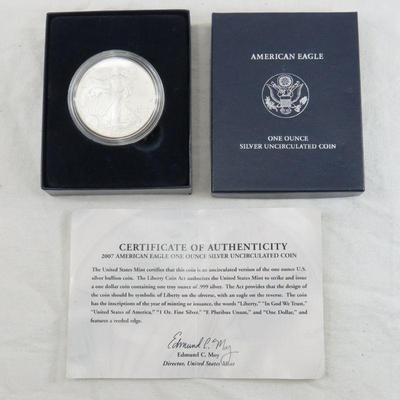 AMERICAN EAGLE
ONE OUNCE
SILVER UNCIRCULATED COIN
CERTIFICATE OF AUTHENTICITY
2007 AMERICAN EAGLE ONE OUNCE SILVER UNCIRCULATED COIN
The United States Mint certifies that this coin is an uncirculated version of the one ounce U.S.
silver bullion coin. The Liberty Coin Act authorizes the United States Mint to strike and issue
a one dollar coin containing one troy ounce of .999 silver. The Act provides that the design of
the coin should be symbolic of Liberty on the obverse, with an eagle on the reverse. The coin
has the inscriptions of the year of minting or issuance, the words "Liberty," "In God We Trust,"
"United States of America," "1 Oz. Fine Silver," "E Pluribus Unum," and "One Dollar," and
features a reeded edge.
Edmund C. Moy
Edmund C. Moy
Director, United States Mint